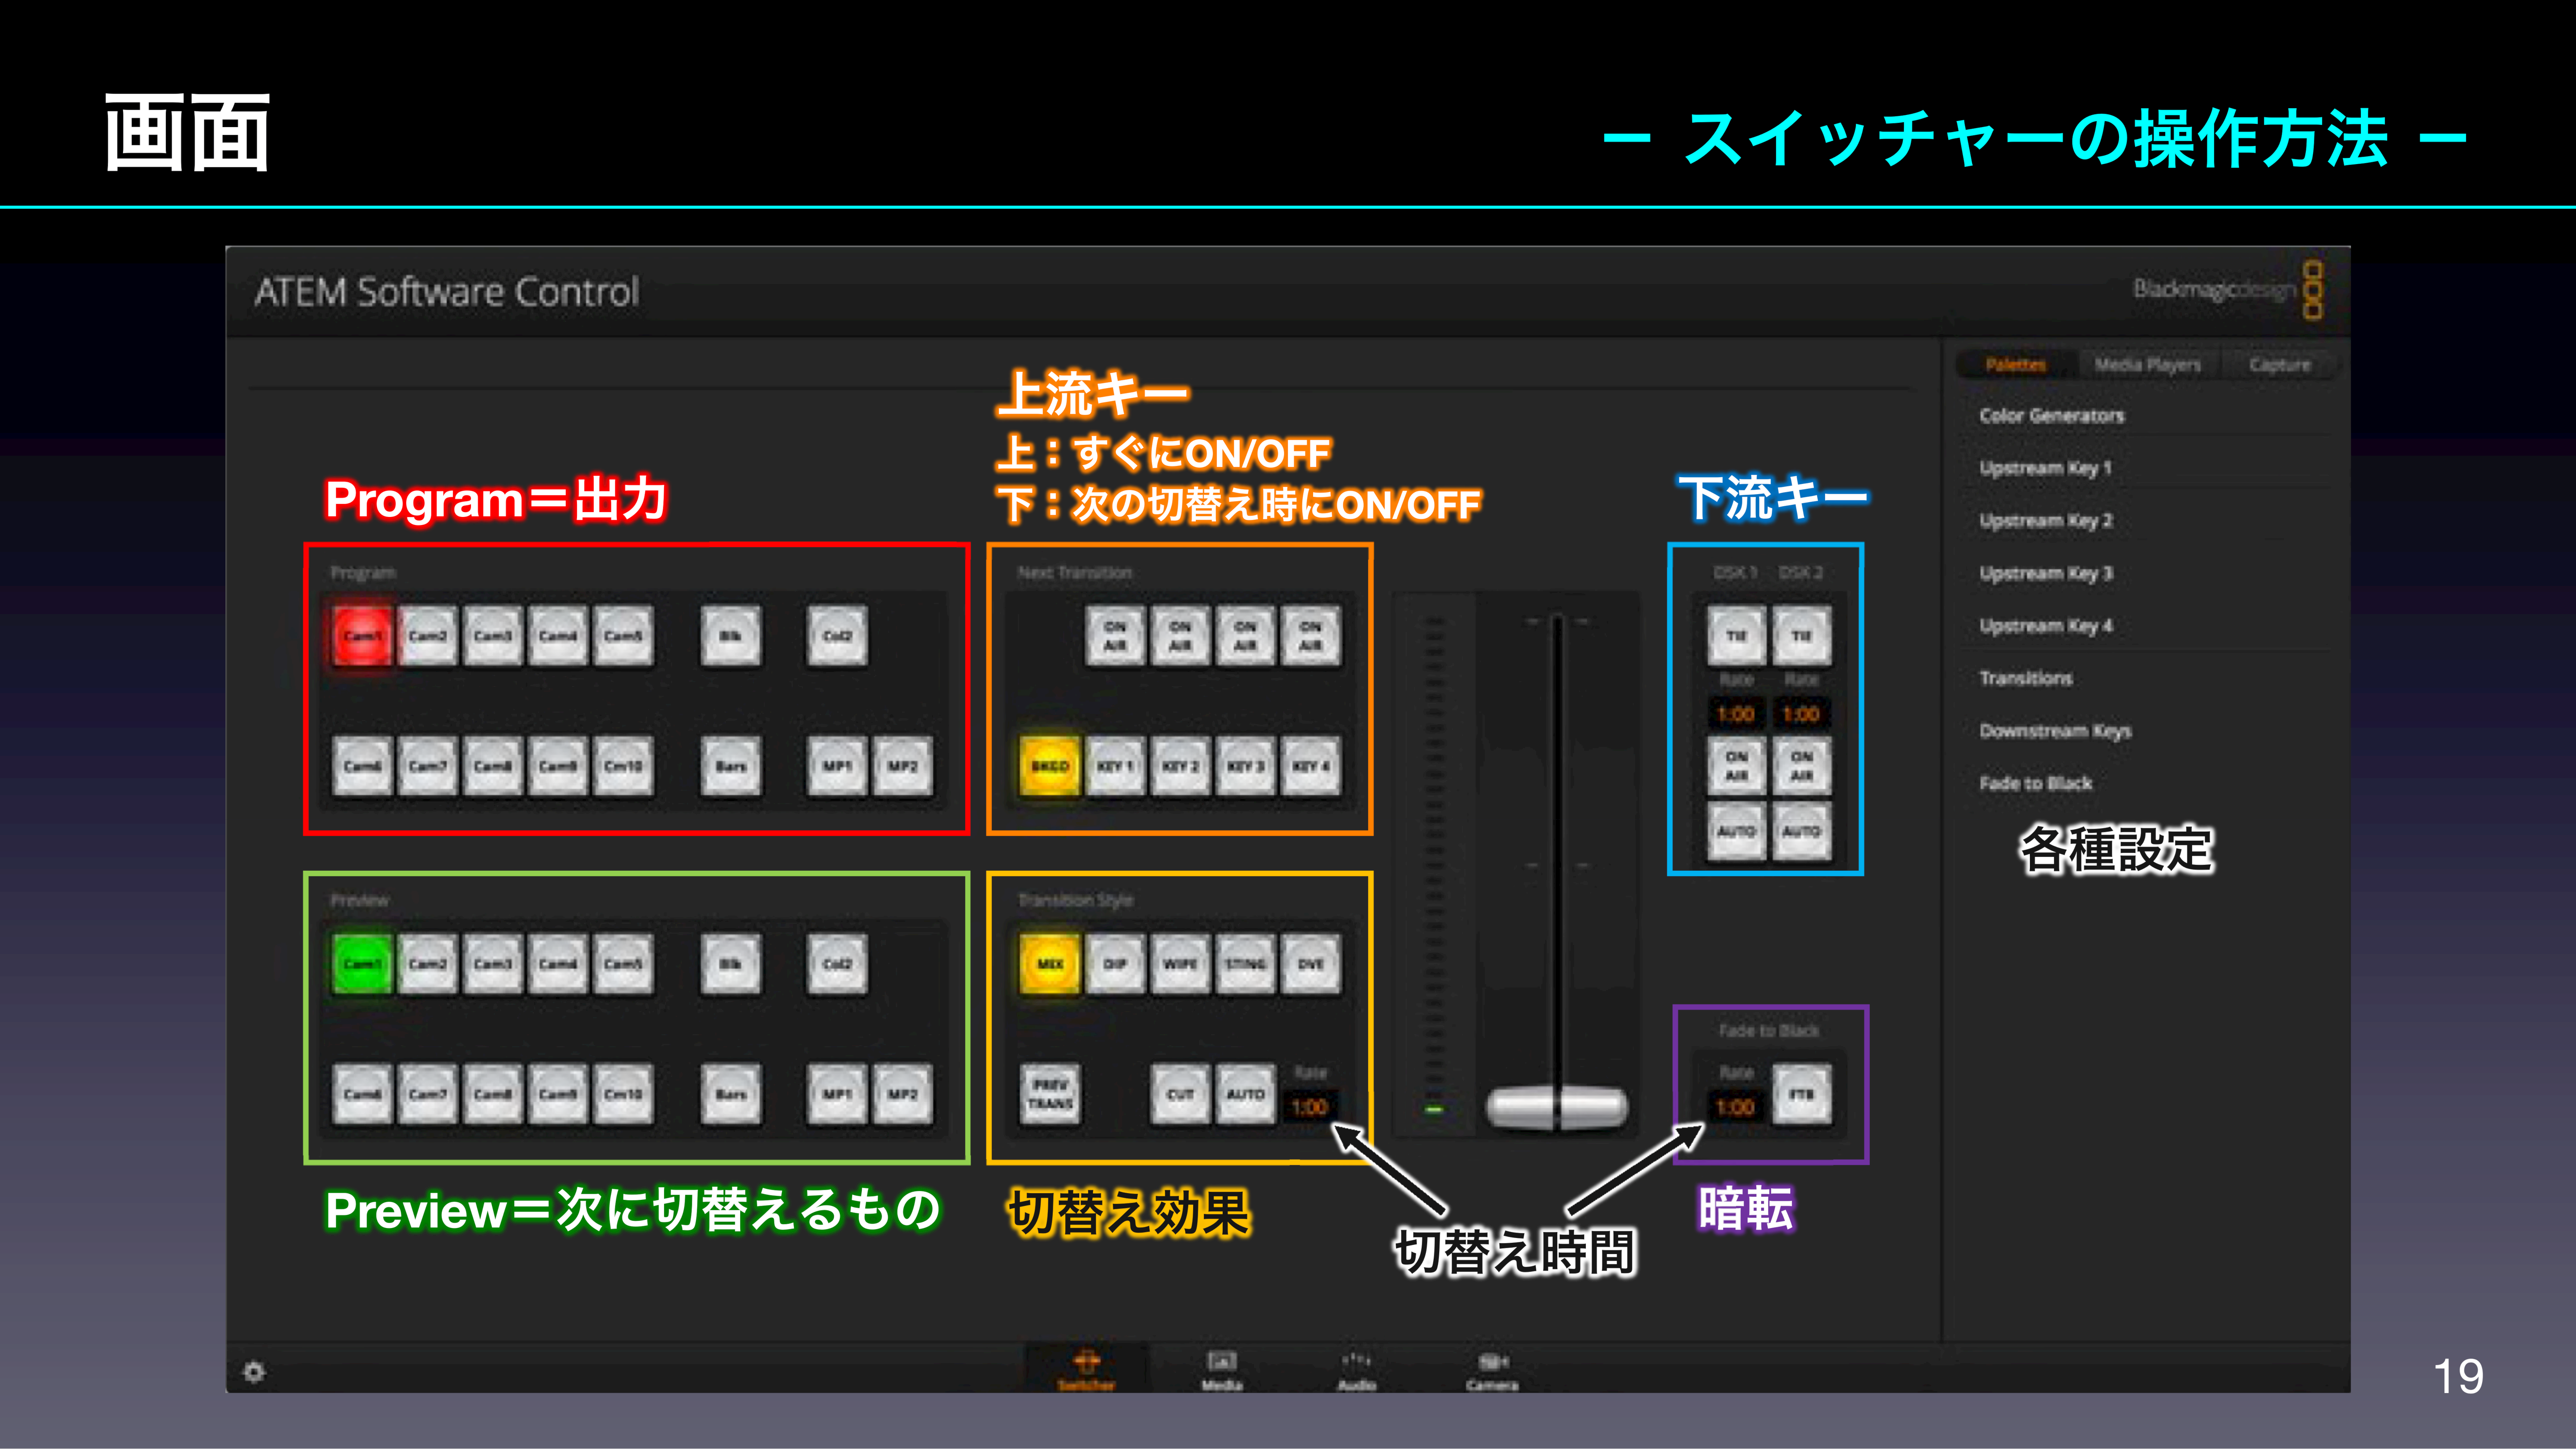 画面
－ スイッチャーの操作方法 －
ATEM Software Control
Blackmagicdesign
Palettes Media Players Capture
Color Generators
Upstream Key 1
Upstream Key 2
Upstream Key 3
Upstream Key 4
Transitions
Downstream Keys
Fade to Black
各種設定
上流キー
上：すぐにON/OFF
下：次の切替え時にON/OFF
Program＝出力
下流キー
Program
Cam1 Cam2 Cam3 Cam4 Cam5 Blk Col2
Cam6 Cam7 Cam8 Cam9 Cm10 Bars MP1 MP2
Next Transition
ON AIR ON AIR ON AIR ON AIR
BKGD KEY 1 KEY 2 KEY 3 KEY 4
DSK 1 DSK 2
TIE TIE
Rate Rate
1:00 1:00
ON AIR ON AIR
AUTO AUTO
Preview
Cam1 Cam2 Cam3 Cam4 Cam5 Blk Col2
Cam6 Cam7 Cam8 Cam9 Cm10 Bars MP1 MP2
Transition Style
MIX DIP WIPE STING DVE
PREV TRANS CUT AUTO Rate 1:00
Fade to Black
Rate
1:00 FTB
Preview＝次に切替えるもの
切替え効果
切替え時間
暗転
Switcher Media Audio Camera
19